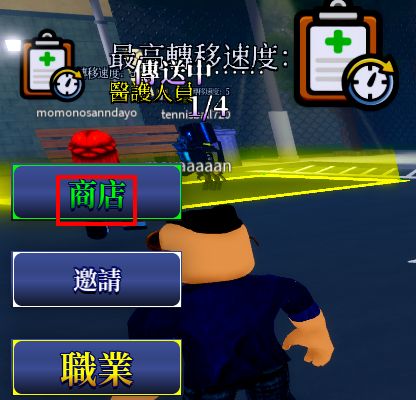 最高轉移速度:
傳送中......
醫護人員
1/4
momonosanndayo
商店
邀請
職業